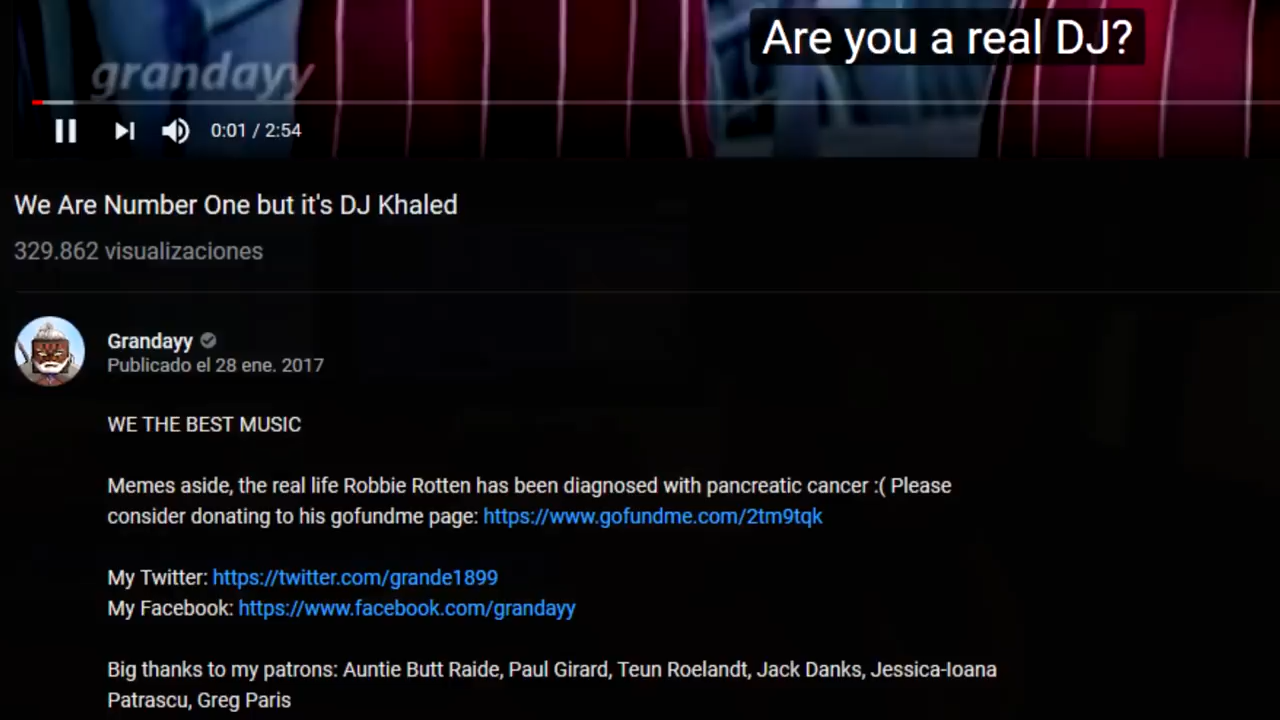 Are you a real DJ?
grandayy
0:01 / 2:54
We Are Number One but it's DJ Khaled
329.862 visualizaciones
Grandayy
Publicado el 28 ene. 2017
WE THE BEST MUSIC
Memes aside, the real life Robbie Rotten has been diagnosed with pancreatic cancer :( Please
consider donating to his gofundme page: https://www.gofundme.com/2tm9tqk
My Twitter: https://twitter.com/grande1899
My Facebook: https://www.facebook.com/grandayy
Big thanks to my patrons: Auntie Butt Raide, Paul Girard, Teun Roelandt, Jack Danks, Jessica-Ioana
Patrascu, Greg Paris